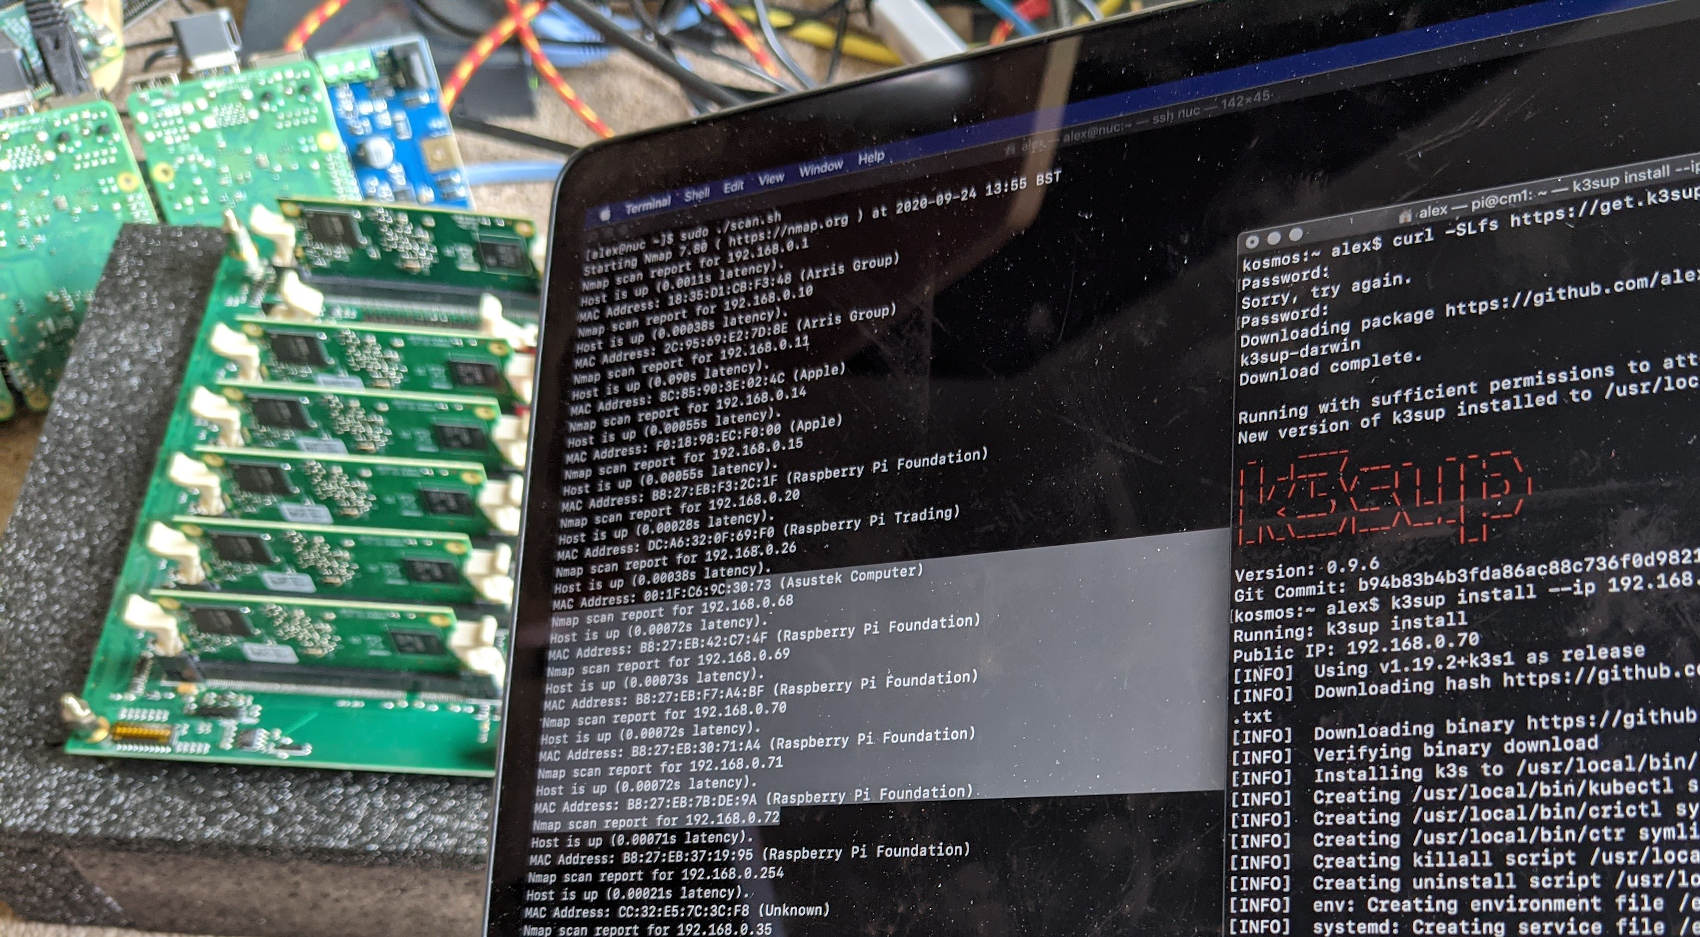 Terminal Shell Edit View Window Help
alex — alex@nuc:~ — ssh nuc — 142×45
[alex@nuc ~]$ sudo ./scan.sh
Starting Nmap 7.80 ( https://nmap.org ) at 2020-09-24 13:55 BST
Nmap scan report for 192.168.0.1
Host is up (0.0011s latency).
MAC Address: 18:35:D1:C8:F3:48 (Arris Group)
Nmap scan report for 192.168.0.10
Host is up (0.00038s latency).
MAC Address: 2C:95:69:E2:7D:8E (Arris Group)
Nmap scan report for 192.168.0.11
Host is up (0.090s latency).
MAC Address: 8C:85:90:3E:02:4C (Apple)
Nmap scan report for 192.168.0.14
Host is up (0.00055s latency).
MAC Address: F0:18:98:EC:F0:00 (Apple)
Nmap scan report for 192.168.0.15
Host is up (0.00055s latency).
MAC Address: B8:27:EB:F3:2C:1F (Raspberry Pi Foundation)
Nmap scan report for 192.168.0.20
Host is up (0.00028s latency).
MAC Address: DC:A6:32:0F:69:F0 (Raspberry Pi Trading)
Nmap scan report for 192.168.0.26
Host is up (0.00038s latency).
MAC Address: 00:1F:C6:9C:30:73 (Asustek Computer)
Nmap scan report for 192.168.0.68
Host is up (0.00072s latency).
MAC Address: B8:27:EB:42:C7:4F (Raspberry Pi Foundation)
Nmap scan report for 192.168.0.69
Host is up (0.00073s latency).
MAC Address: B8:27:EB:F7:A4:BF (Raspberry Pi Foundation)
Nmap scan report for 192.168.0.70
Host is up (0.00072s latency).
MAC Address: B8:27:EB:30:71:A4 (Raspberry Pi Foundation)
Nmap scan report for 192.168.0.71
Host is up (0.00072s latency).
MAC Address: B8:27:EB:7B:DE:9A (Raspberry Pi Foundation)
Nmap scan report for 192.168.0.72
Host is up (0.00071s latency).
MAC Address: B8:27:EB:37:19:95 (Raspberry Pi Foundation)
Nmap scan report for 192.168.0.254
Host is up (0.00021s latency).
MAC Address: CC:32:E5:7C:3C:F8 (Unknown)
Nmap scan report for 192.168.0.35
alex — pi@cm1: ~ — k3sup install --ip
kosmos:~ alex$ curl -SLfs https://get.k3sup
Password:
Sorry, try again.
Password:
Downloading package https://github.com/alex
k3sup-darwin
Download complete.
Running with sufficient permissions to att
New version of k3sup installed to /usr/loc
k3sup
Version: 0.9.6
Git Commit: b94b83b4b3fda86ac88c736f0d9821
kosmos:~ alex$ k3sup install --ip 192.168
Running: k3sup install
Public IP: 192.168.0.70
[INFO] Using v1.19.2+k3s1 as release
[INFO] Downloading hash https://github.co
.txt
[INFO] Downloading binary https://github
[INFO] Verifying binary download
[INFO] Installing k3s to /usr/local/bin/
[INFO] Creating /usr/local/bin/kubectl s
[INFO] Creating /usr/local/bin/crictl sy
[INFO] Creating /usr/local/bin/ctr symli
[INFO] Creating killall script /usr/loca
[INFO] Creating uninstall script /usr/lo
[INFO] env: Creating environment file /e
[INFO] systemd: Creating service file /e